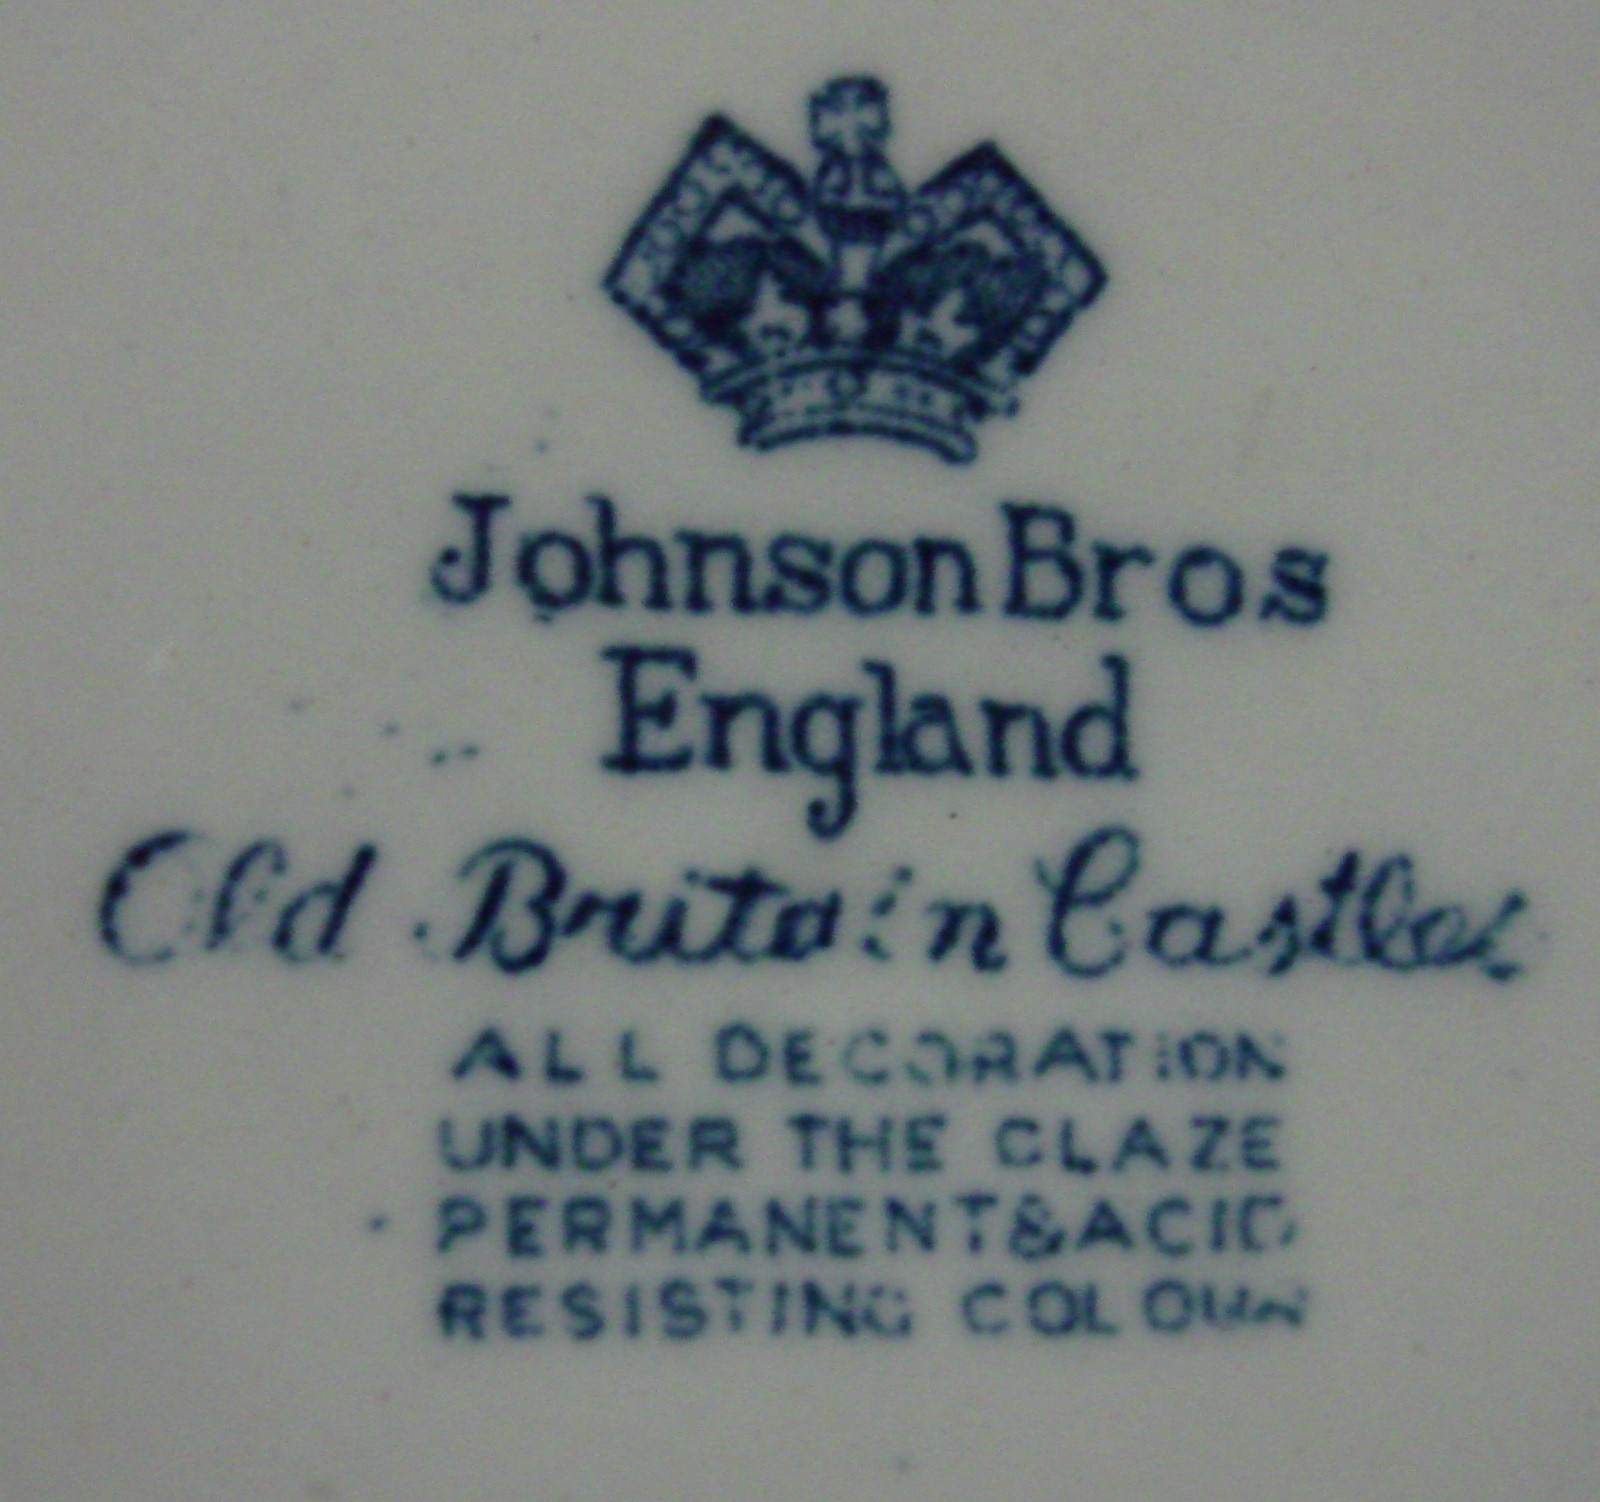 Johnson Bros
England
Old Britain Castles
ALL DECORATION
UNDER THE GLAZE
PERMANENT & ACID
RESISTING COLOUR